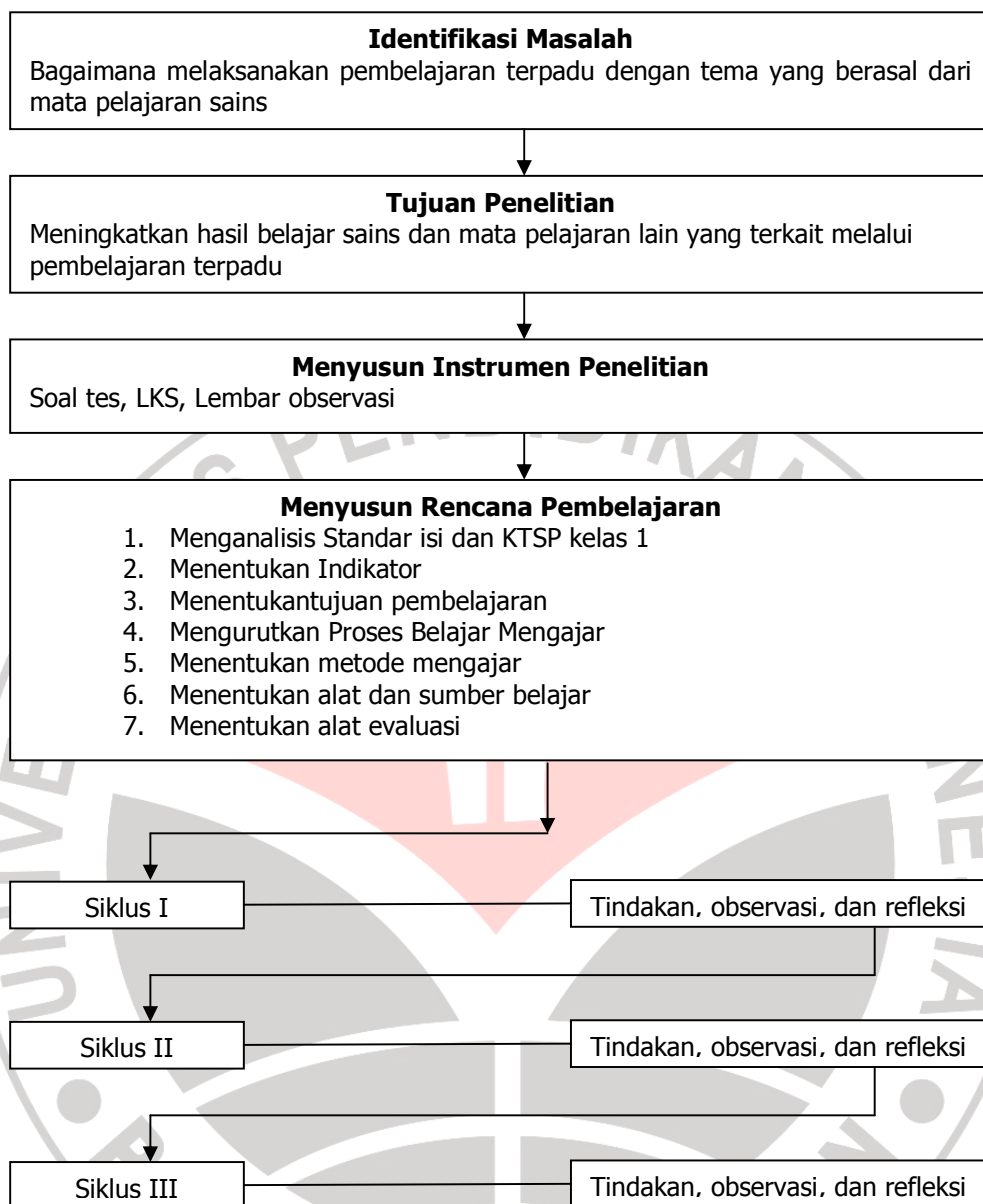 Identifikasi Masalah
Bagaimana melaksanakan pembelajaran terpadu dengan tema yang berasal dari
mata pelajaran sains
Tujuan Penelitian
Meningkatkan hasil belajar sains dan mata pelajaran lain yang terkait melalui
pembelajaran terpadu
Menyusun Instrumen Penelitian
Soal tes, LKS, Lembar observasi
Menyusun Rencana Pembelajaran
1. Menganalisis Standar isi dan KTSP kelas 1
2. Menentukan Indikator
3. Menentukantujuan pembelajaran
4. Mengurutkan Proses Belajar Mengajar
5. Menentukan metode mengajar
6. Menentukan alat dan sumber belajar
7. Menentukan alat evaluasi
Siklus I
Tindakan, observasi, dan refleksi
Siklus II
Tindakan, observasi, dan refleksi
Siklus III
Tindakan, observasi, dan refleksi